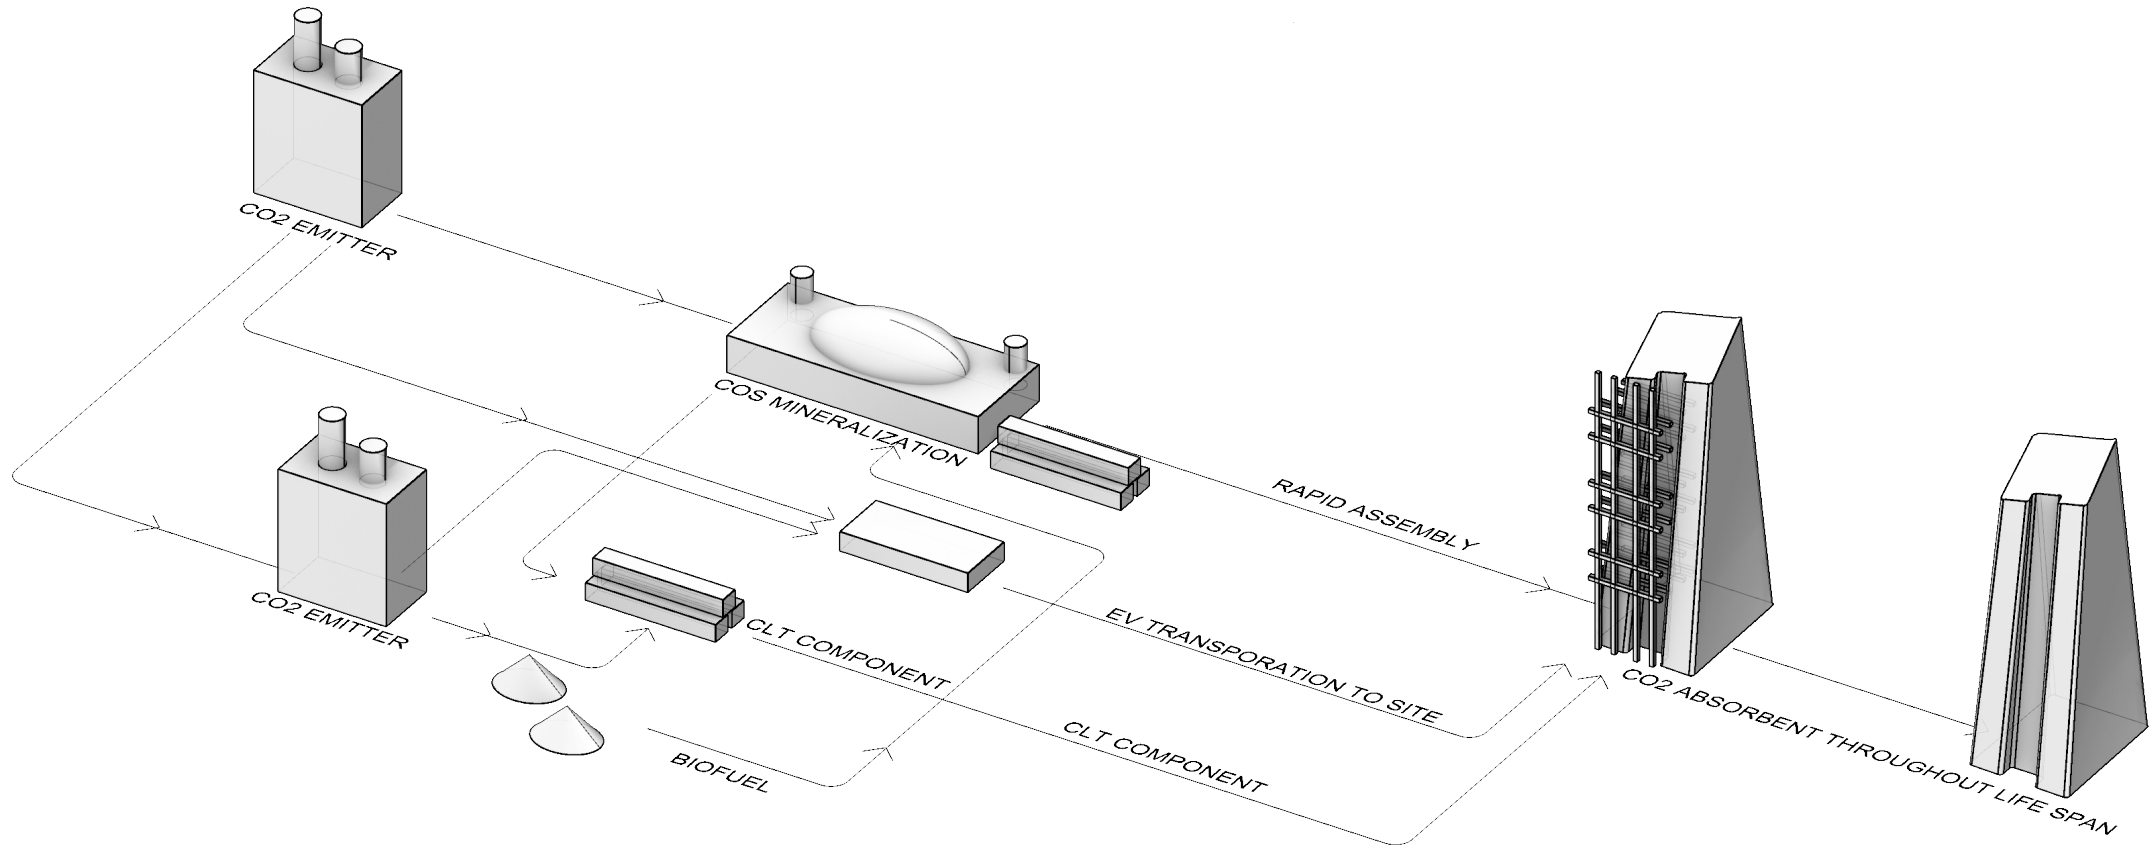 CO2 EMITTER
COS MINERALIZATION
RAPID ASSEMBLY
CO2 EMITTER
CLT COMPONENT
EV TRANSPORATION TO SITE
CO2 ABSORBENT THROUGHOUT LIFE SPAN
CLT COMPONENT
BIOFUEL